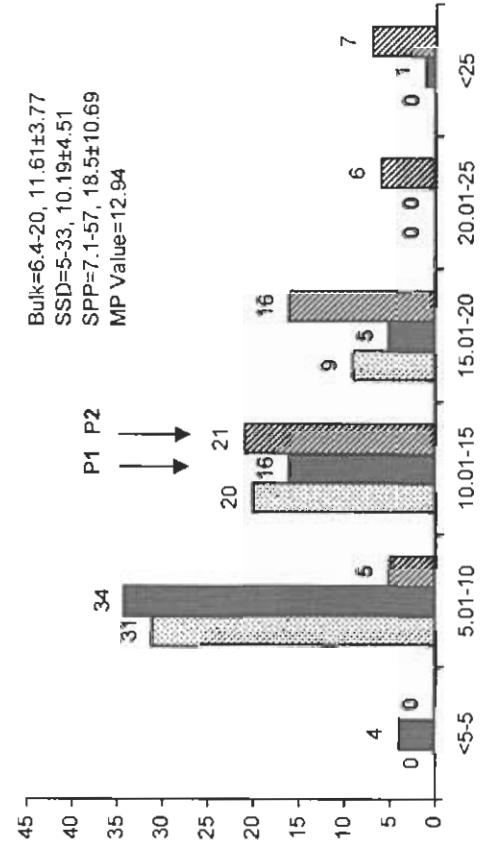 Bulk=6.4-20, 11.61±3.77
SSD=5-33, 10.19±4.51
SPP=7.1-57, 18.5±10.69
MP Value=12.94
P1 P2
45
40
35
30
25
20
15
10
5
0
0 4 0
31 34 5
20 16 21
9 5 16
0 0 6
0 1 7
<5-5 5.01-10 10.01-15 15.01-20 20.01-25 <25